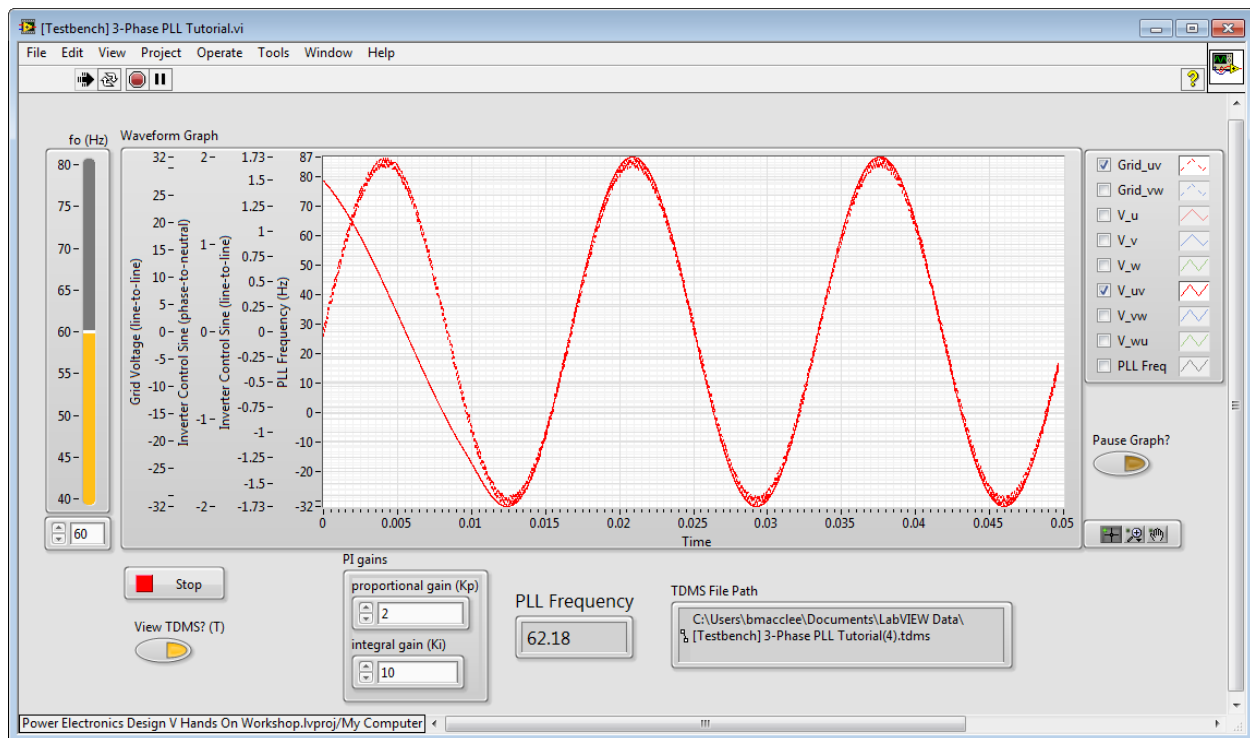 [Testbench] 3-Phase PLL Tutorial.vi
File Edit View Project Operate Tools Window Help
fo (Hz)
80
75
70
65
60
55
50
45
40
60
Waveform Graph
Grid Voltage (line-to-line)
32
25
20
15
10
5
0
-5
-10
-15
-20
-25
-32
Inverter Control Sine (phase-to-neutral)
2
1
0
-1
-2
Inverter Control Sine (line-to-line)
1.73
1.5
1.25
1
0.75
0.5
0.25
0
-0.25
-0.5
-0.75
-1
-1.25
-1.5
-1.73
PLL Frequency (Hz)
87
80
70
60
50
40
30
20
10
0
-10
-20
-32
0 0.005 0.01 0.015 0.02 0.025 0.03 0.035 0.04 0.045 0.05
Time
Grid_uv
Grid_vw
V_u
V_v
V_w
V_uv
V_vw
V_wu
PLL Freq
Pause Graph?
Stop
View TDMS? (T)
PI gains
proportional gain (Kp)
2
integral gain (Ki)
10
PLL Frequency
62.18
TDMS File Path
C:\Users\bmacclee\Documents\LabVIEW Data\
[Testbench] 3-Phase PLL Tutorial(4).tdms
Power Electronics Design V Hands On Workshop.lvproj/My Computer